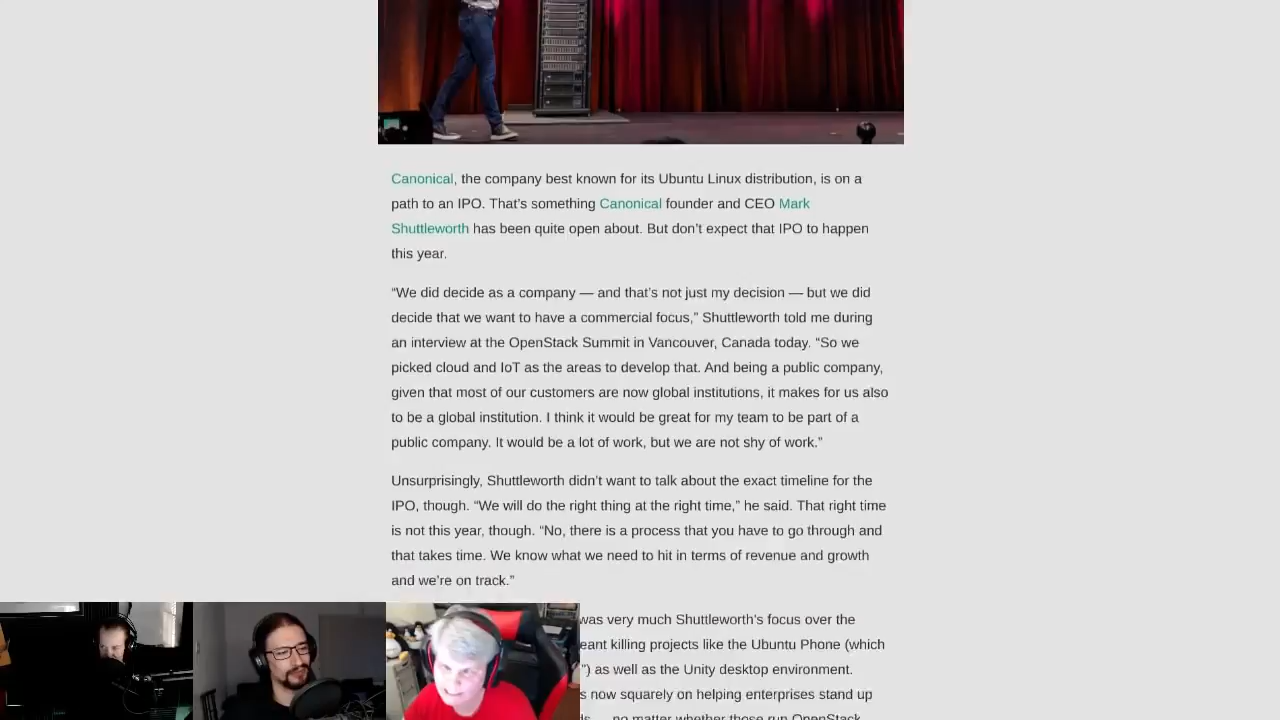 Canonical, the company best known for its Ubuntu Linux distribution, is on a
path to an IPO. That’s something Canonical founder and CEO Mark
Shuttleworth has been quite open about. But don’t expect that IPO to happen
this year.
“We did decide as a company — and that’s not just my decision — but we did
decide that we want to have a commercial focus,” Shuttleworth told me during
an interview at the OpenStack Summit in Vancouver, Canada today. “So we
picked cloud and IoT as the areas to develop that. And being a public company,
given that most of our customers are now global institutions, it makes for us also
to be a global institution. I think it would be great for my team to be part of a
public company. It would be a lot of work, but we are not shy of work.”
Unsurprisingly, Shuttleworth didn’t want to talk about the exact timeline for the
IPO, though. “We will do the right thing at the right time,” he said. That right time
is not this year, though. “No, there is a process that you have to go through and
that takes time. We know what we need to hit in terms of revenue and growth
and we’re on track.”
was very much Shuttleworth’s focus over the
eant killing projects like the Ubuntu Phone (which
”) as well as the Unity desktop environment.
s now squarely on helping enterprises stand up
— no matter whether those run OpenStack